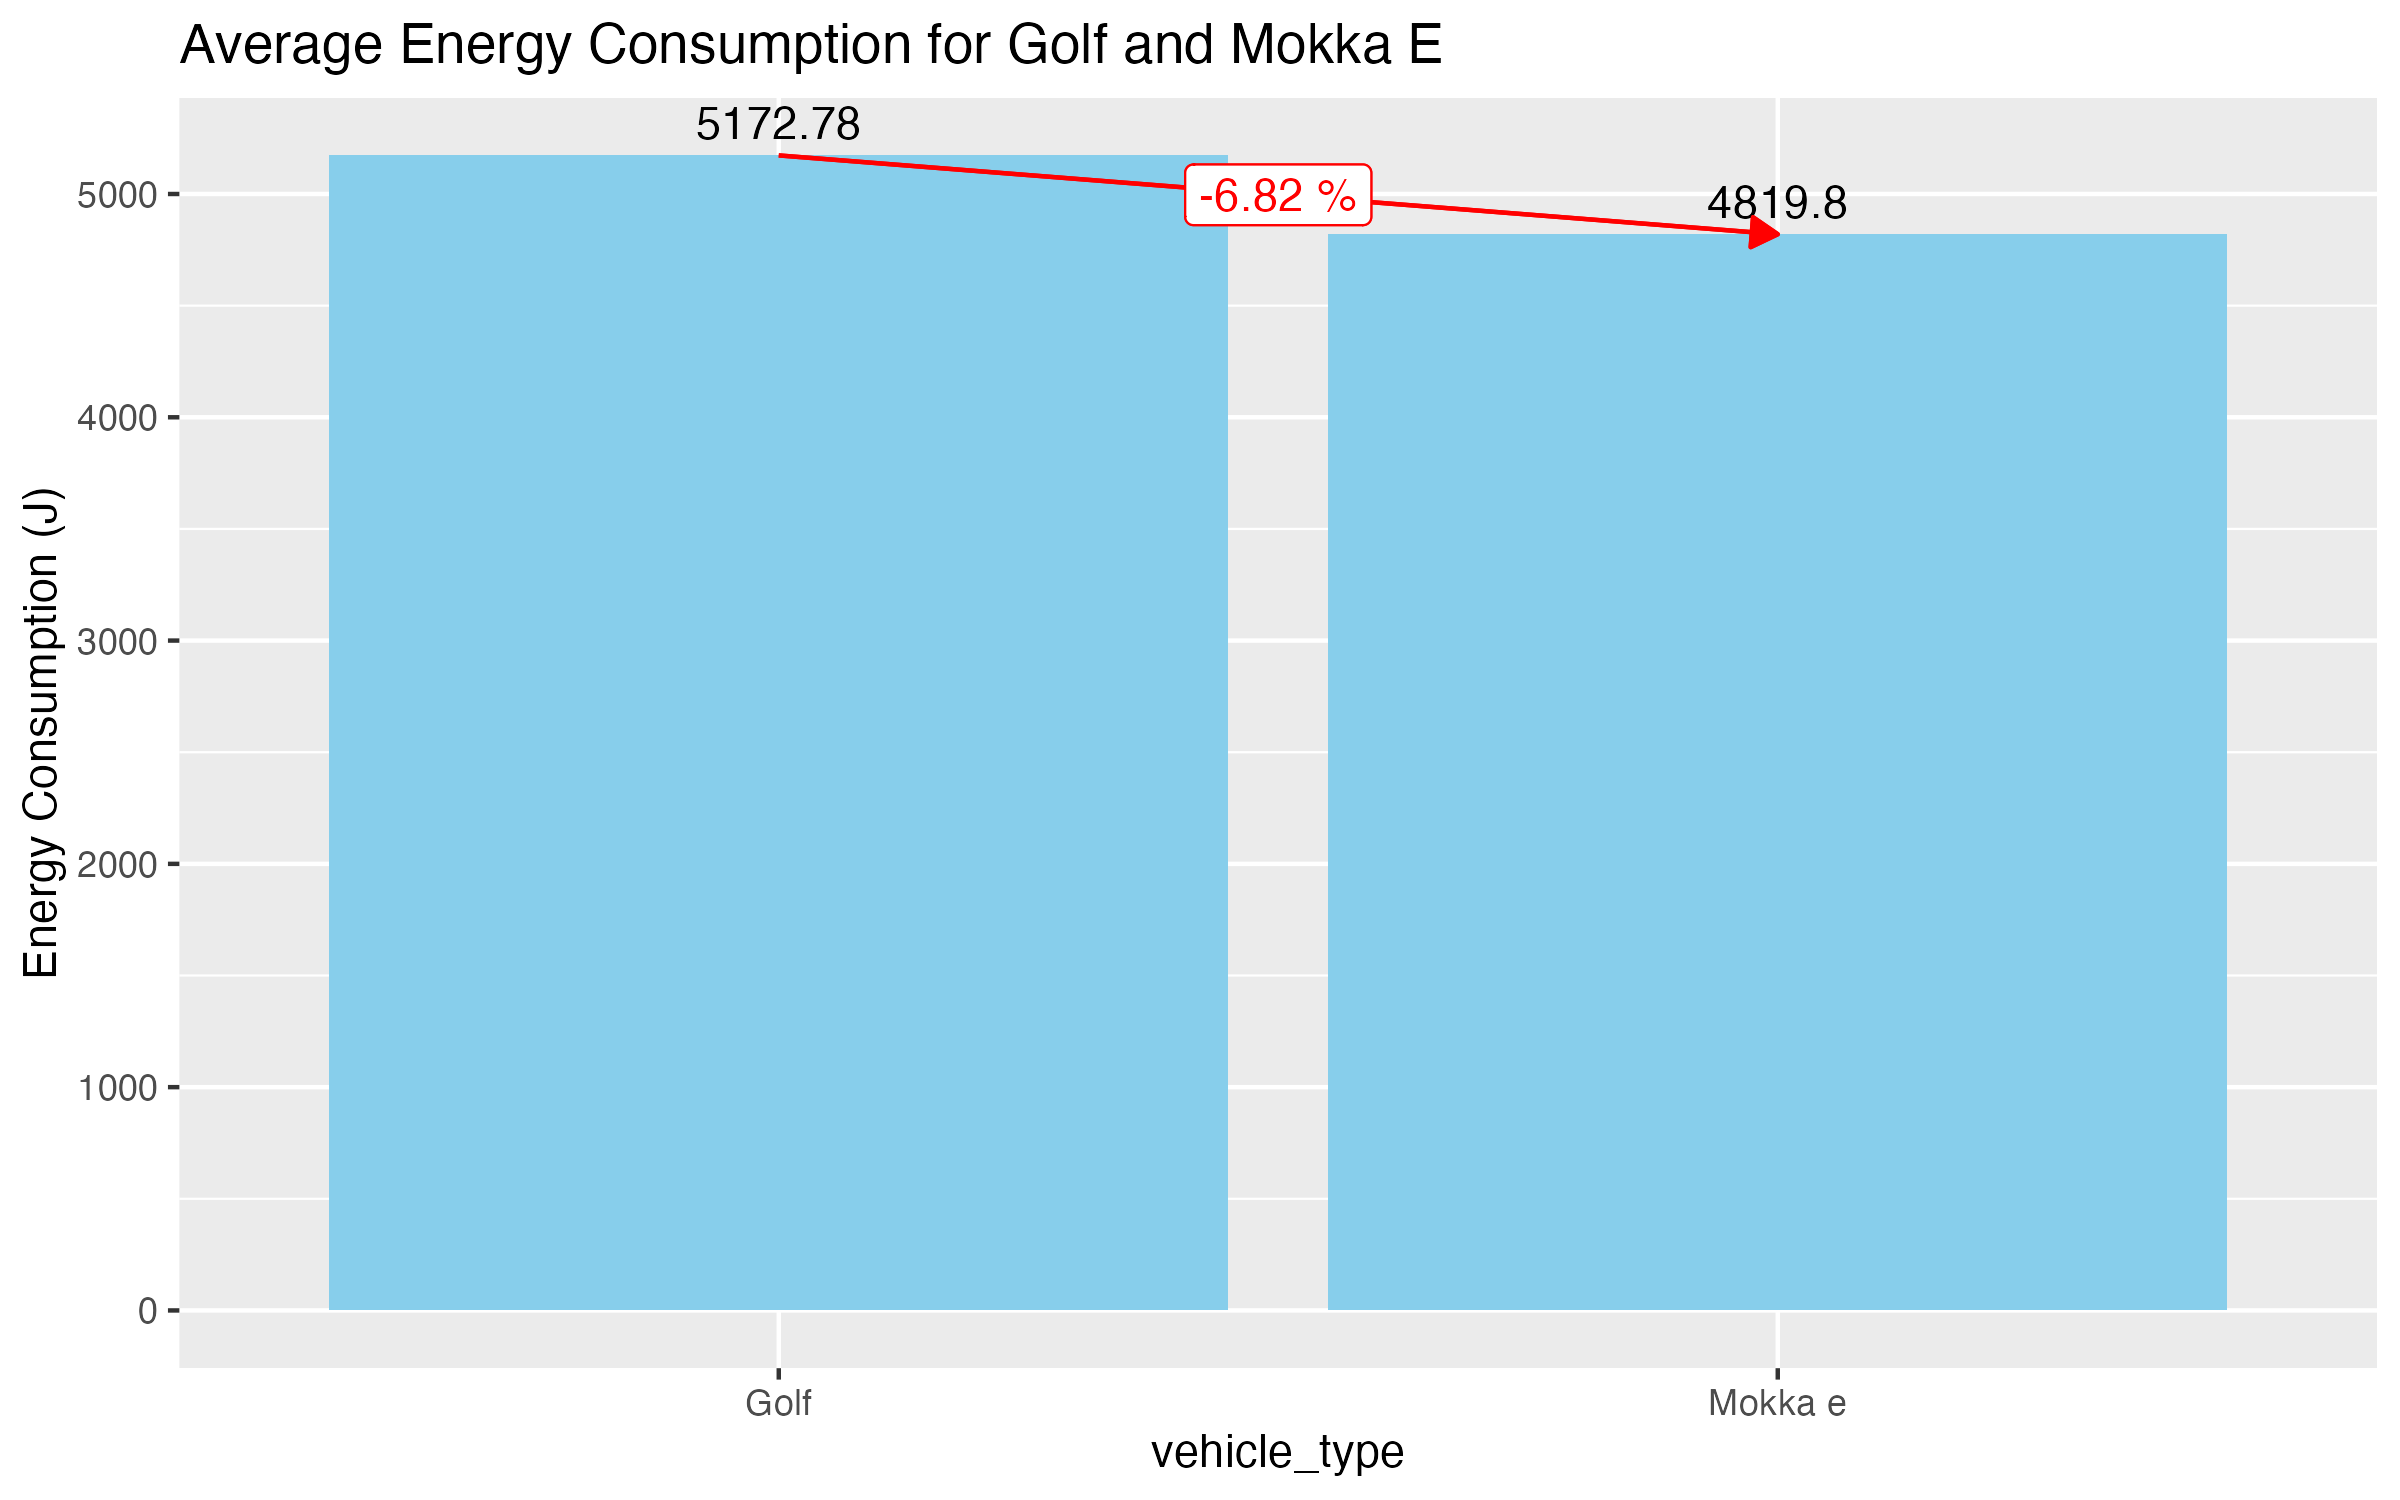 Average Energy Consumption for Golf and Mokka E
5172.78
-6.82 %
4819.8
5000
4000
3000
2000
1000
0
Energy Consumption (J)
Golf
Mokka e
vehicle_type